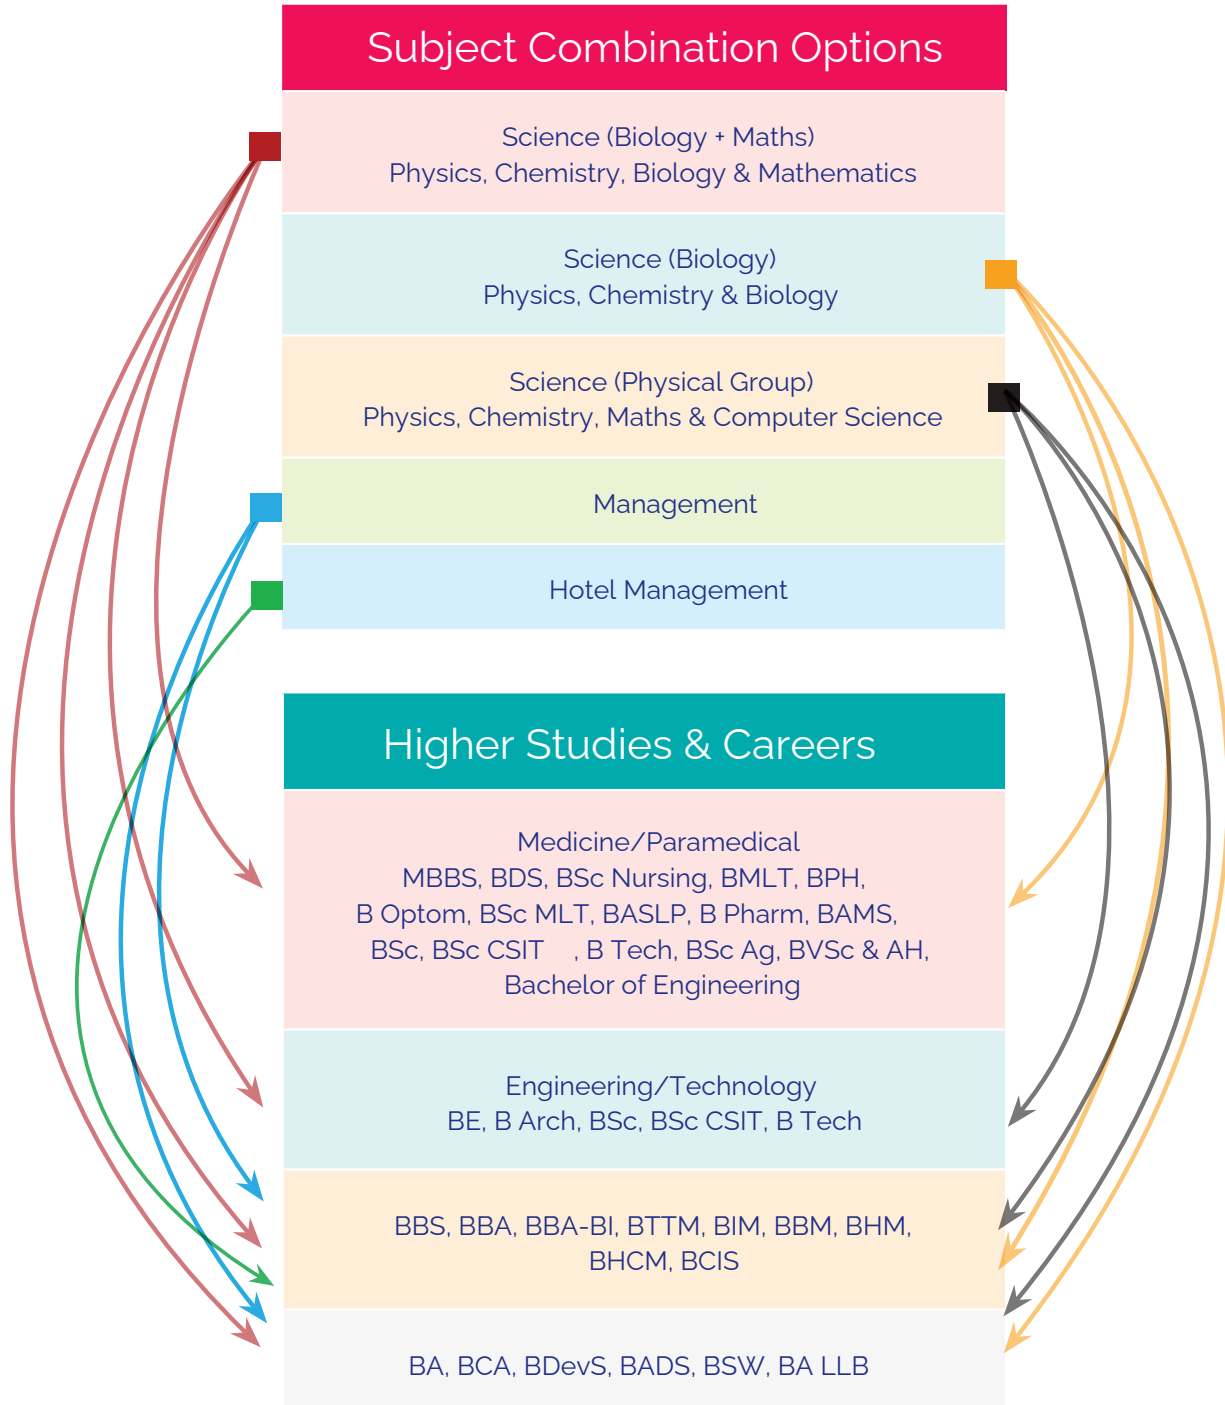 Subject Combination Options
Science (Biology + Maths)
Physics, Chemistry, Biology & Mathematics
Science (Biology)
Physics, Chemistry & Biology
Science (Physical Group)
Physics, Chemistry, Maths & Computer Science
Management
Hotel Management
Higher Studies & Careers
Medicine/Paramedical
MBBS, BDS, BSc Nursing, BMLT, BPH,
B Optom, BSc MLT, BASLP, B Pharm, BAMS,
BSc, BSc CSIT , B Tech, BSc Ag, BVSc & AH,
Bachelor of Engineering
Engineering/Technology
BE, B Arch, BSc, BSc CSIT, B Tech
BBS, BBA, BBA-BI, BTTM, BIM, BBM, BHM,
BHCM, BCIS
BA, BCA, BDevS, BADS, BSW, BA LLB